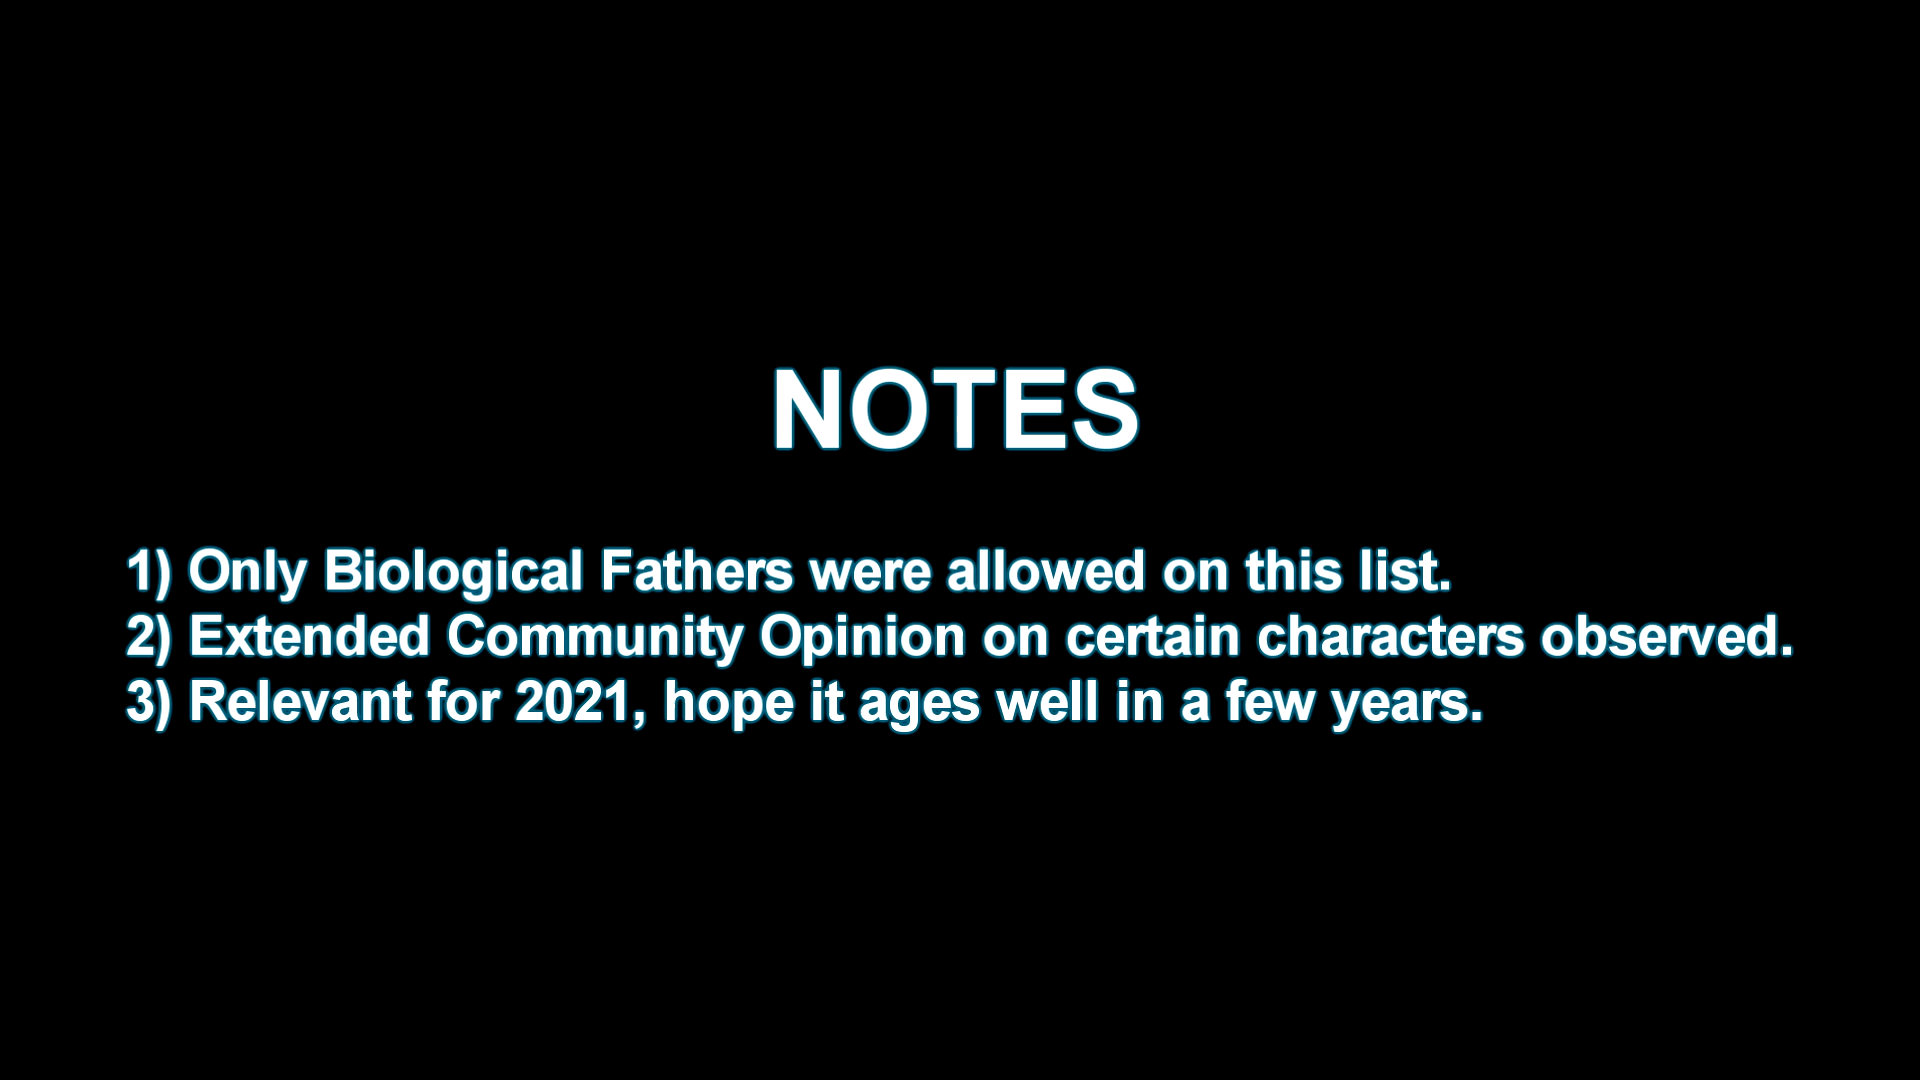 NOTES
1) Only Biological Fathers were allowed on this list.
2) Extended Community Opinion on certain characters observed.
3) Relevant for 2021, hope it ages well in a few years.